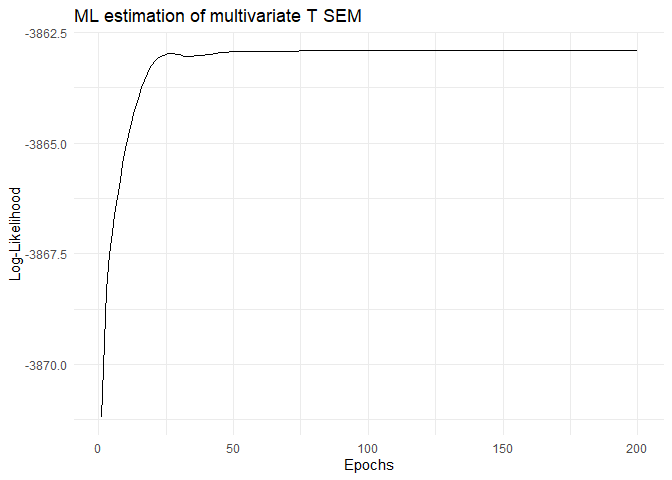 ML estimation of multivariate T SEM
-3862.5
-3865.0
-3867.5
-3870.0
Log-Likelihood
0 50 100 150 200
Epochs